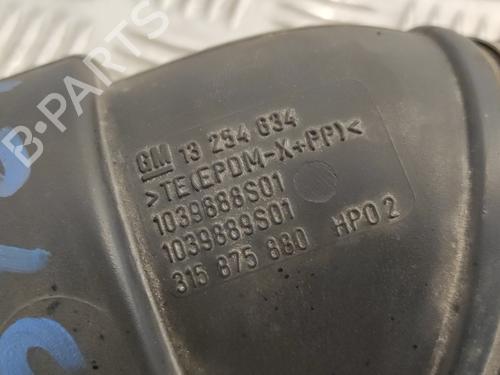 GM 13 254 634
>TE(EPDM-X+PP)<
1039888S01
1039889S01
315 875 880 HP02
B-PARTS